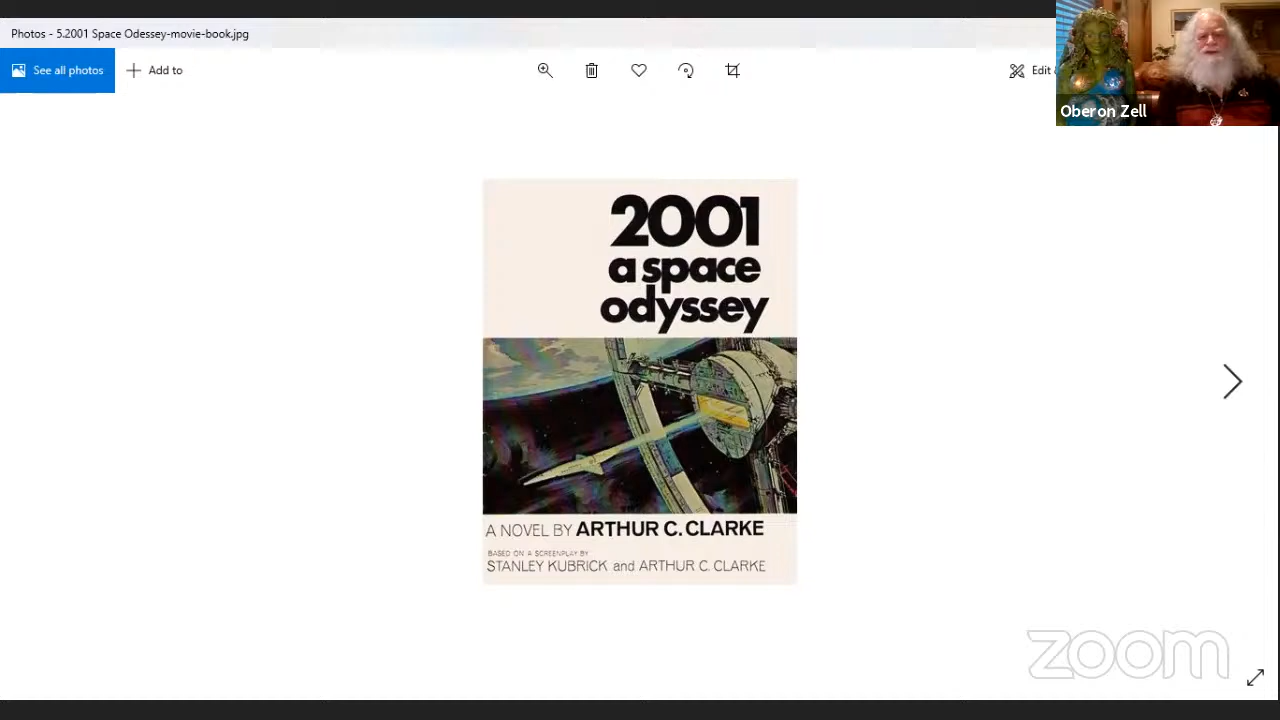 Photos - 5.2001 Space Odessey-movie-book.jpg
See all photos
Add to
Edit &
Oberon Zell
2001
a space
odyssey
A NOVEL BY ARTHUR C. CLARKE
BASED ON A SCREENPLAY BY
STANLEY KUBRICK and ARTHUR C. CLARKE
zoom